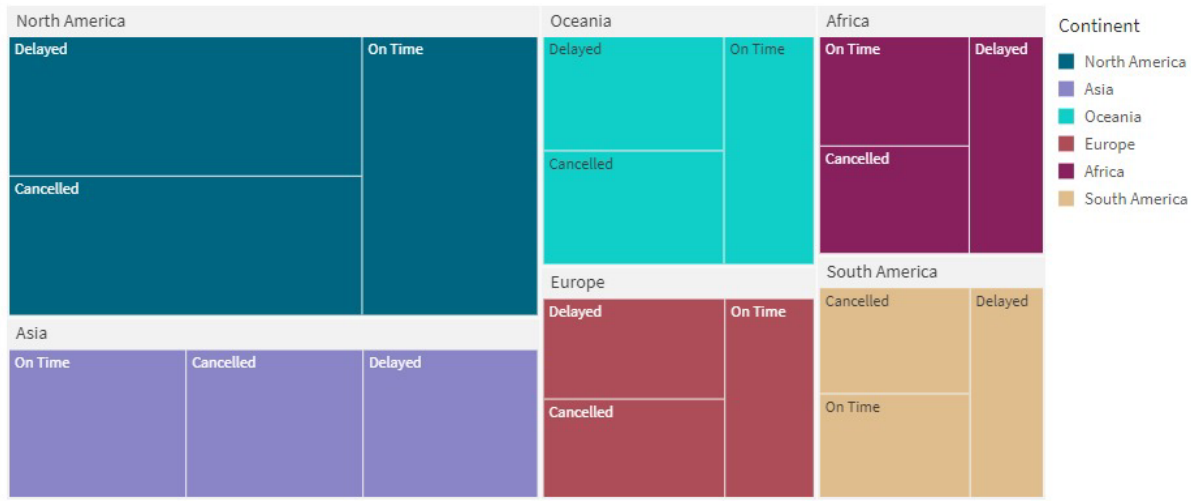 North America
Delayed
On Time
Cancelled
Asia
On Time
Cancelled
Delayed
Oceania
Delayed
On Time
Cancelled
Europe
Delayed
On Time
Cancelled
Africa
On Time
Delayed
Cancelled
South America
Cancelled
Delayed
On Time
Continent
North America
Asia
Oceania
Europe
Africa
South America